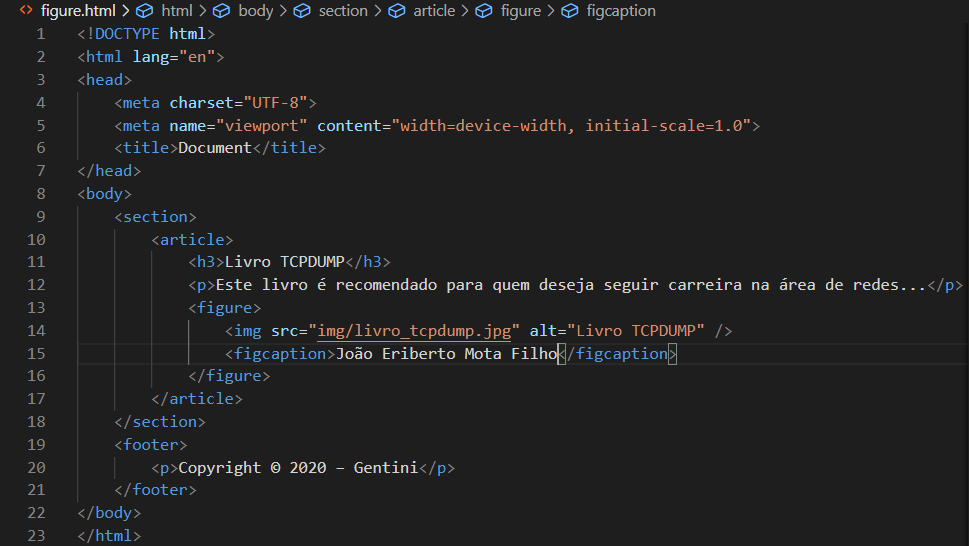 <> figure.html > html > body > section > article > figure > figcaption
1 <!DOCTYPE html>
2 <html lang="en">
3 <head>
4 <meta charset="UTF-8">
5 <meta name="viewport" content="width=device-width, initial-scale=1.0">
6 <title>Document</title>
7 </head>
8 <body>
9 <section>
10 <article>
11 <h3>Livro TCPDUMP</h3>
12 <p>Este livro é recomendado para quem deseja seguir carreira na área de redes...</p>
13 <figure>
14 <img src="img/livro_tcpdump.jpg" alt="Livro TCPDUMP" />
15 <figcaption>João Eriberto Mota Filho</figcaption>
16 </figure>
17 </article>
18 </section>
19 <footer>
20 <p>Copyright © 2020 – Gentini</p>
21 </footer>
22 </body>
23 </html>